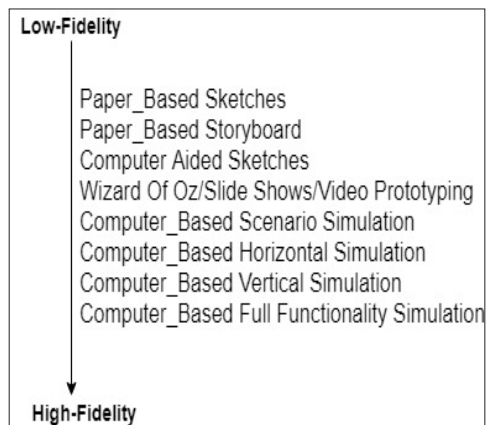 Low-Fidelity
Paper_Based Sketches
Paper_Based Storyboard
Computer Aided Sketches
Wizard Of Oz/Slide Shows/Video Prototyping
Computer_Based Scenario Simulation
Computer_Based Horizontal Simulation
Computer_Based Vertical Simulation
Computer_Based Full Functionality Simulation
High-Fidelity